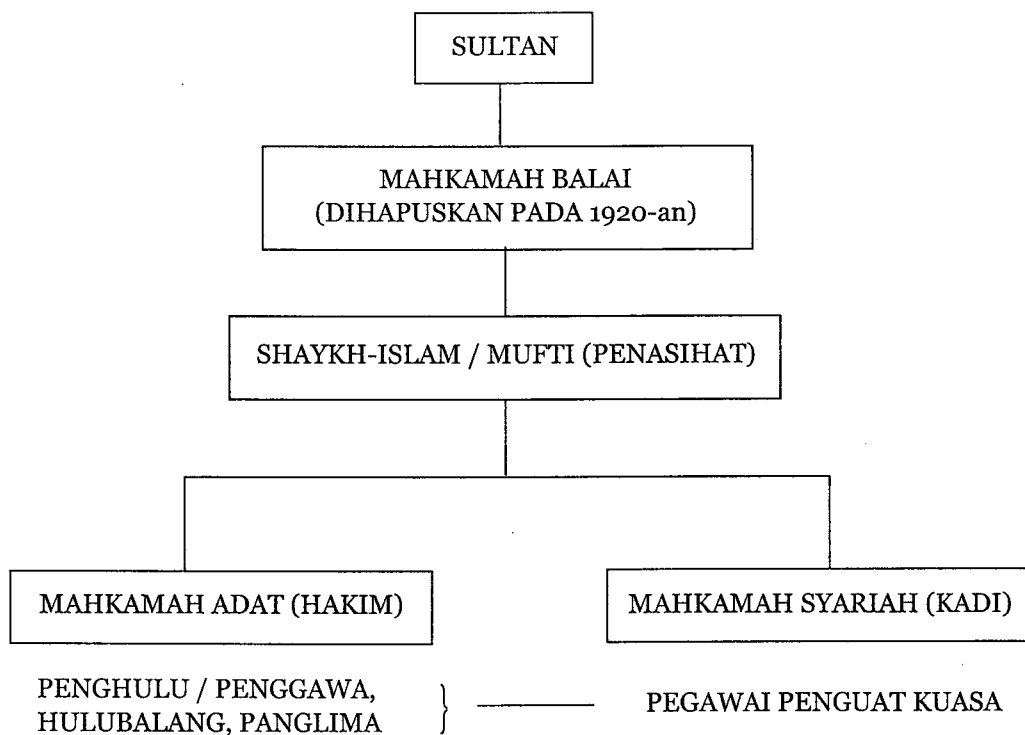 SULTAN
MAHKAMAH BALAI
(DIHAPUSKAN PADA 1920-an)
SHAYKH-ISLAM / MUFTI (PENASIHAT)
MAHKAMAH ADAT (HAKIM)
MAHKAMAH SYARIAH (KADI)
PENGHULU / PENGGAWA,
HULUBALANG, PANGLIMA
PEGAWAI PENGUAT KUASA